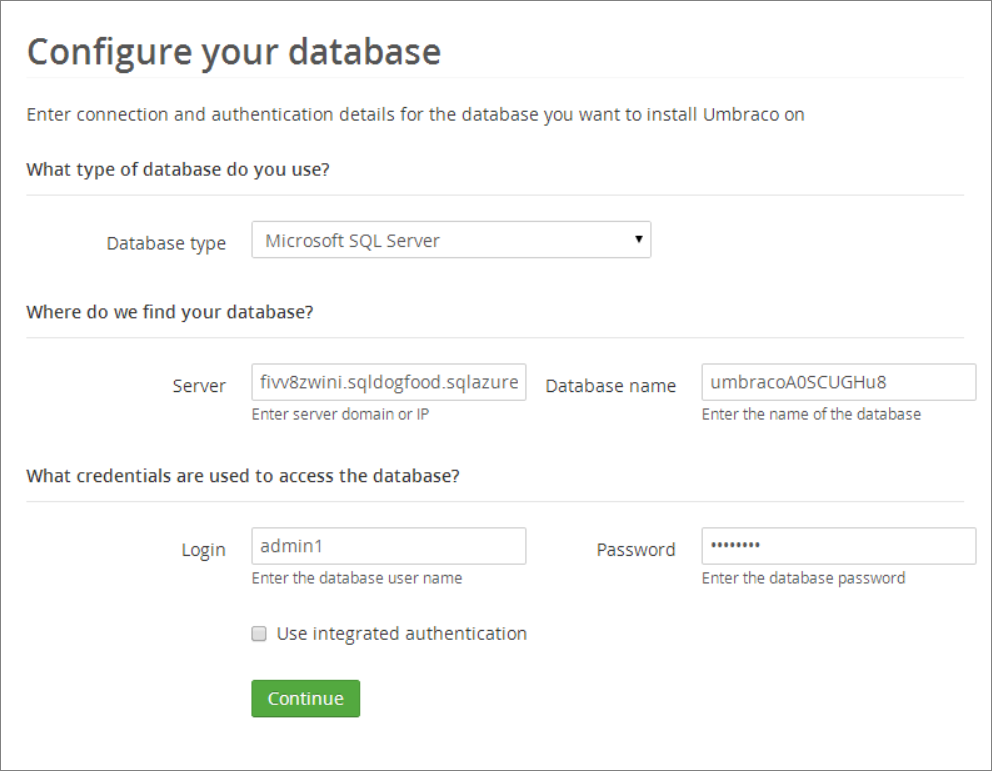 Configure your database
Enter connection and authentication details for the database you want to install Umbraco on
What type of database do you use?
Database type Microsoft SQL Server
Where do we find your database?
Server fivv8zwini.sqldogfood.sqlazure Database name umbracoA0SCUGHu8
Enter server domain or IP Enter the name of the database
What credentials are used to access the database?
Login admin1 Password ••••••••
Enter the database user name Enter the database password
Use integrated authentication
Continue